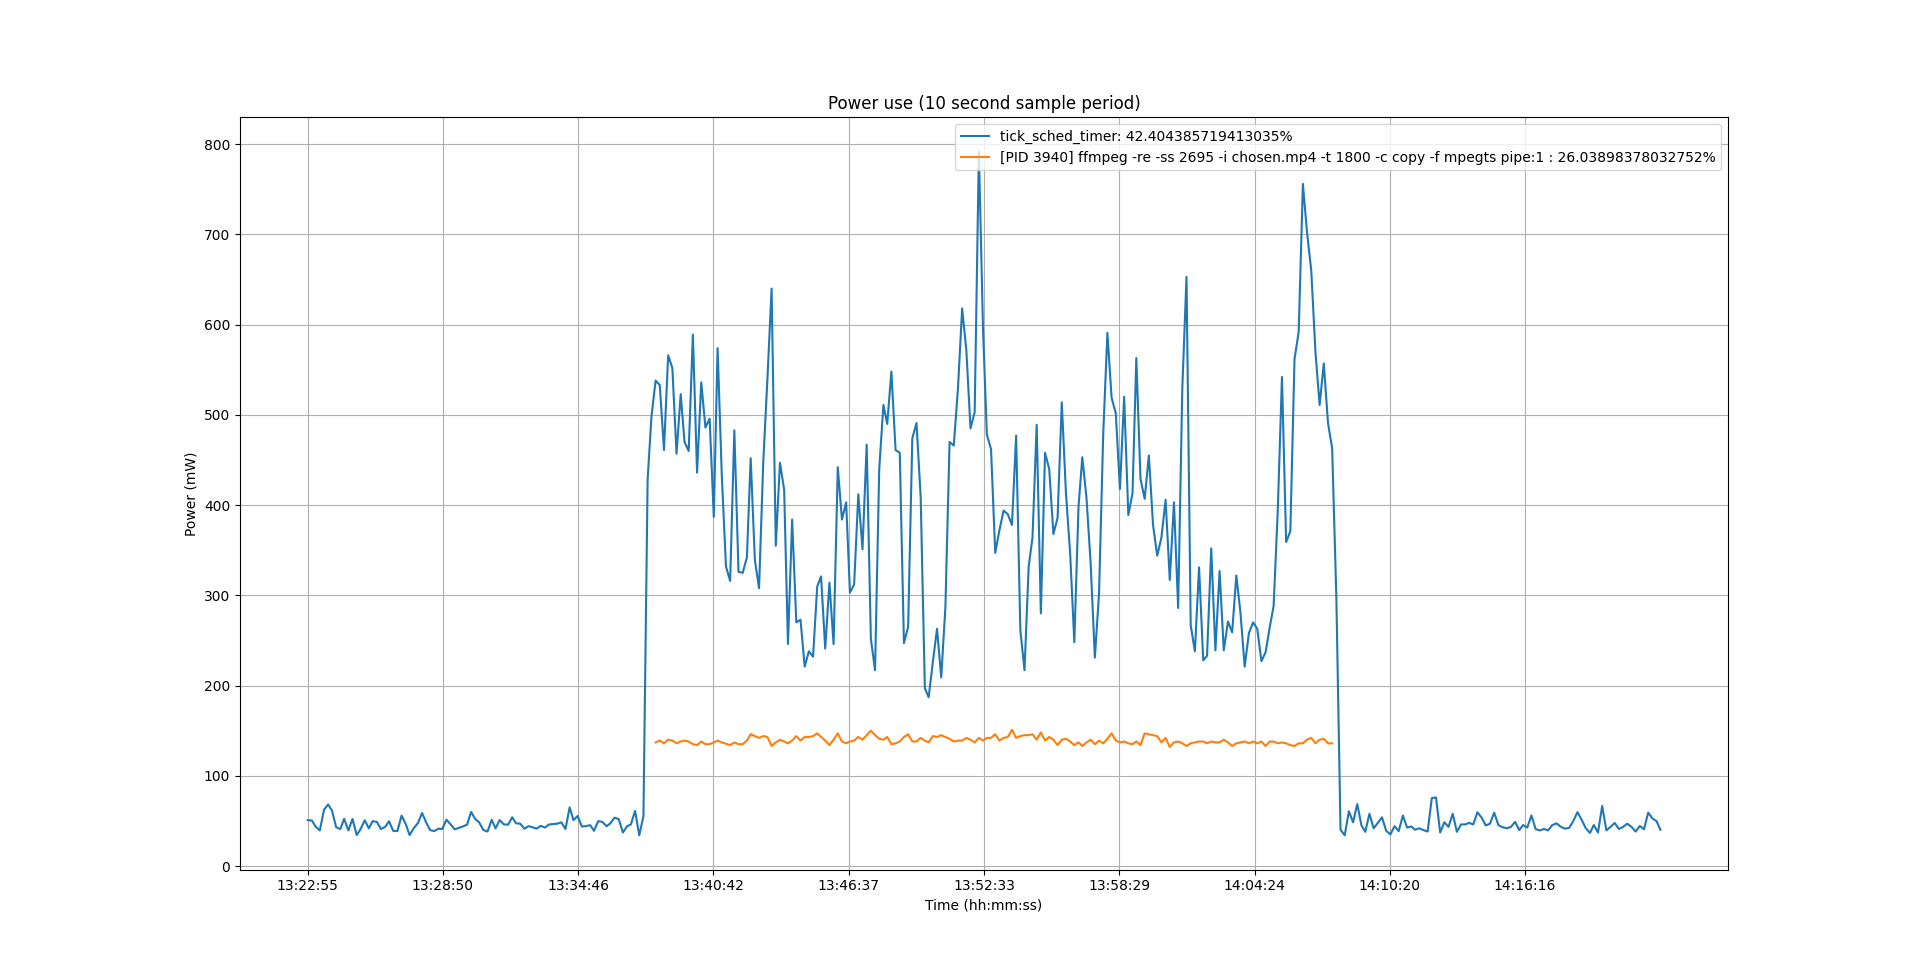 Power use (10 second sample period)
tick_sched_timer: 42.404385719413035%
[PID 3940] ffmpeg -re -ss 2695 -i chosen.mp4 -t 1800 -c copy -f mpegts pipe:1 : 26.03898378032752%
800
700
600
500
400
300
200
100
0
Power (mW)
13:22:55 13:28:50 13:34:46 13:40:42 13:46:37 13:52:33 13:58:29 14:04:24 14:10:20 14:16:16
Time (hh:mm:ss)